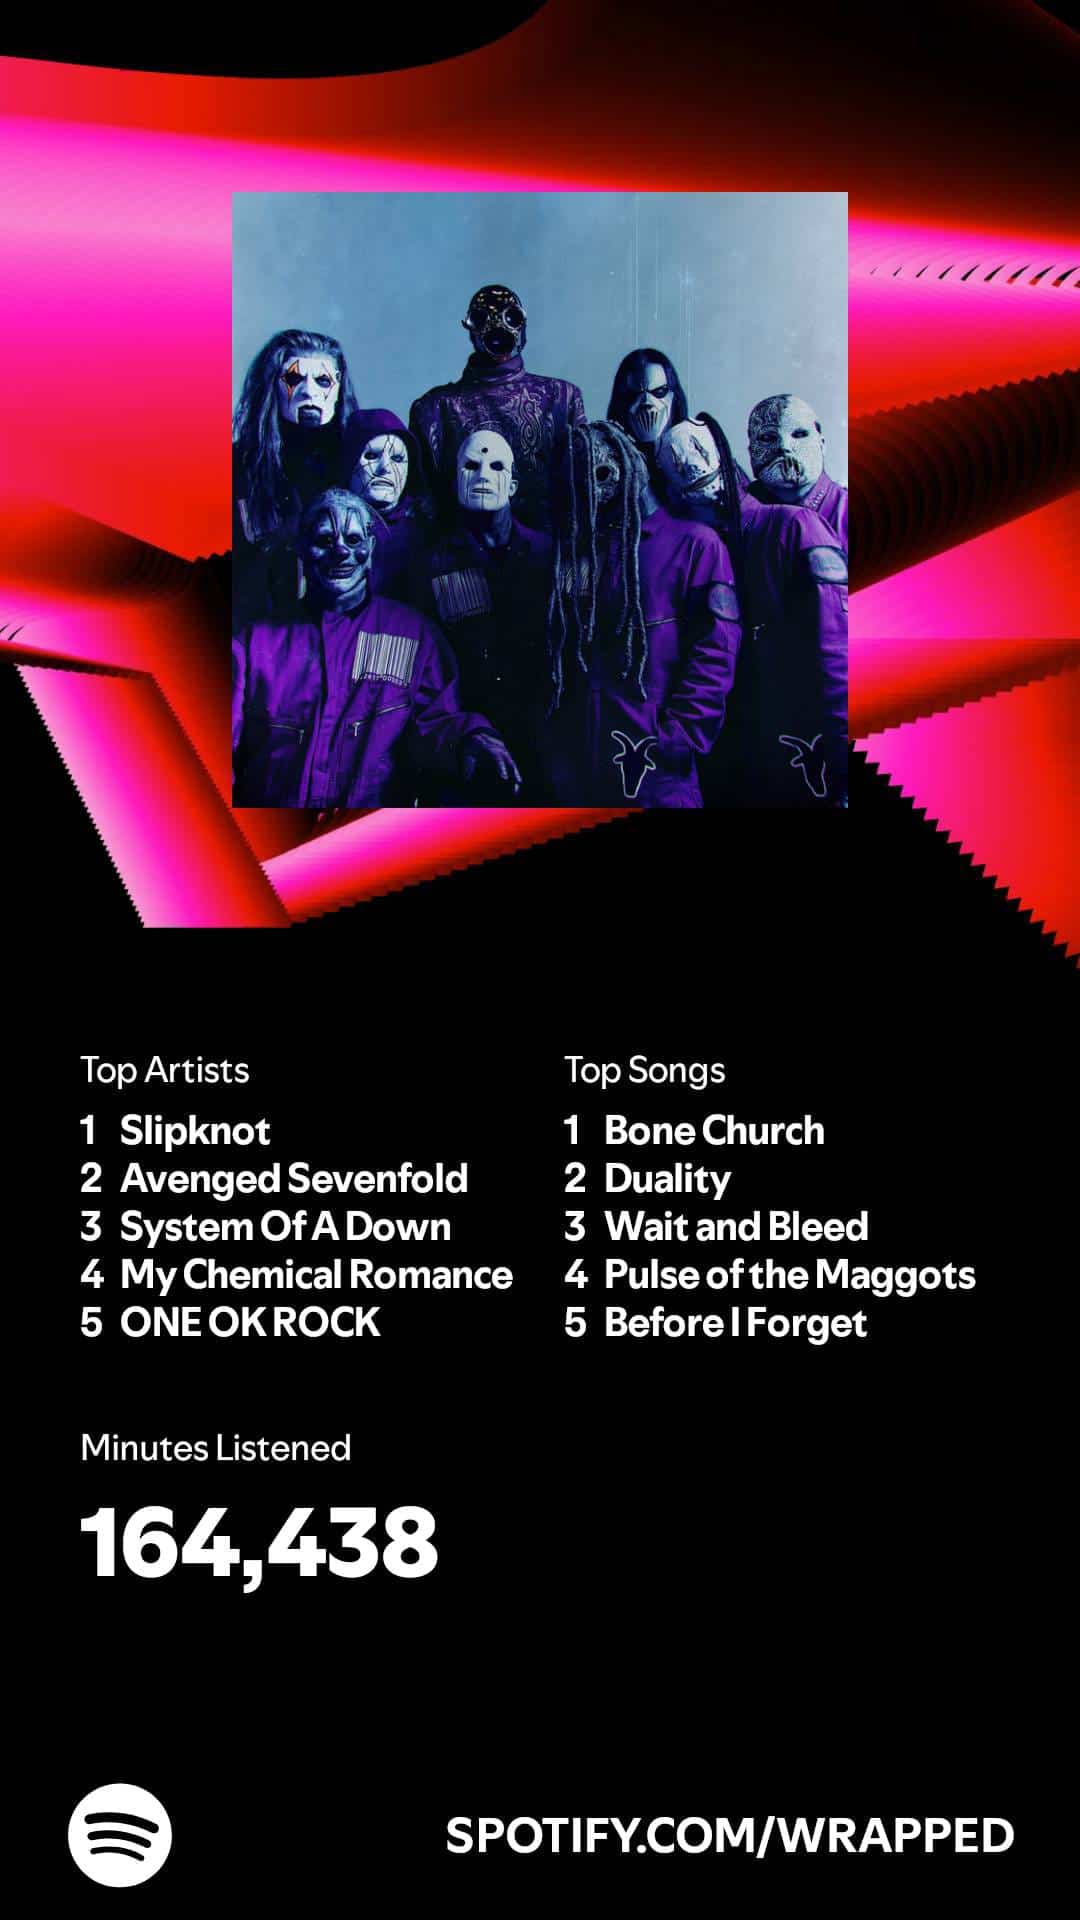 Top Artists
1 Slipknot
2 Avenged Sevenfold
3 System Of A Down
4 My Chemical Romance
5 ONE OK ROCK
Top Songs
1 Bone Church
2 Duality
3 Wait and Bleed
4 Pulse of the Maggots
5 Before I Forget
Minutes Listened
164,438
SPOTIFY.COM/WRAPPED